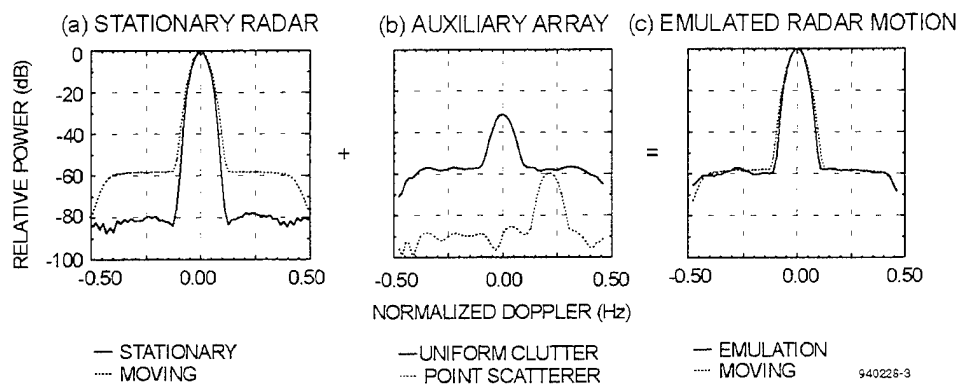 (a) STATIONARY RADAR (b) AUXILIARY ARRAY (c) EMULATED RADAR MOTION
RELATIVE POWER (dB)
0
-20
-40
-60
-80
-100
+
=
-0.50 0.00 0.50 -0.50 0.00 0.50 -0.50 0.00 0.50
NORMALIZED DOPPLER (Hz)
STATIONARY
MOVING
UNIFORM CLUTTER
POINT SCATTERER
EMULATION
MOVING
940226-3